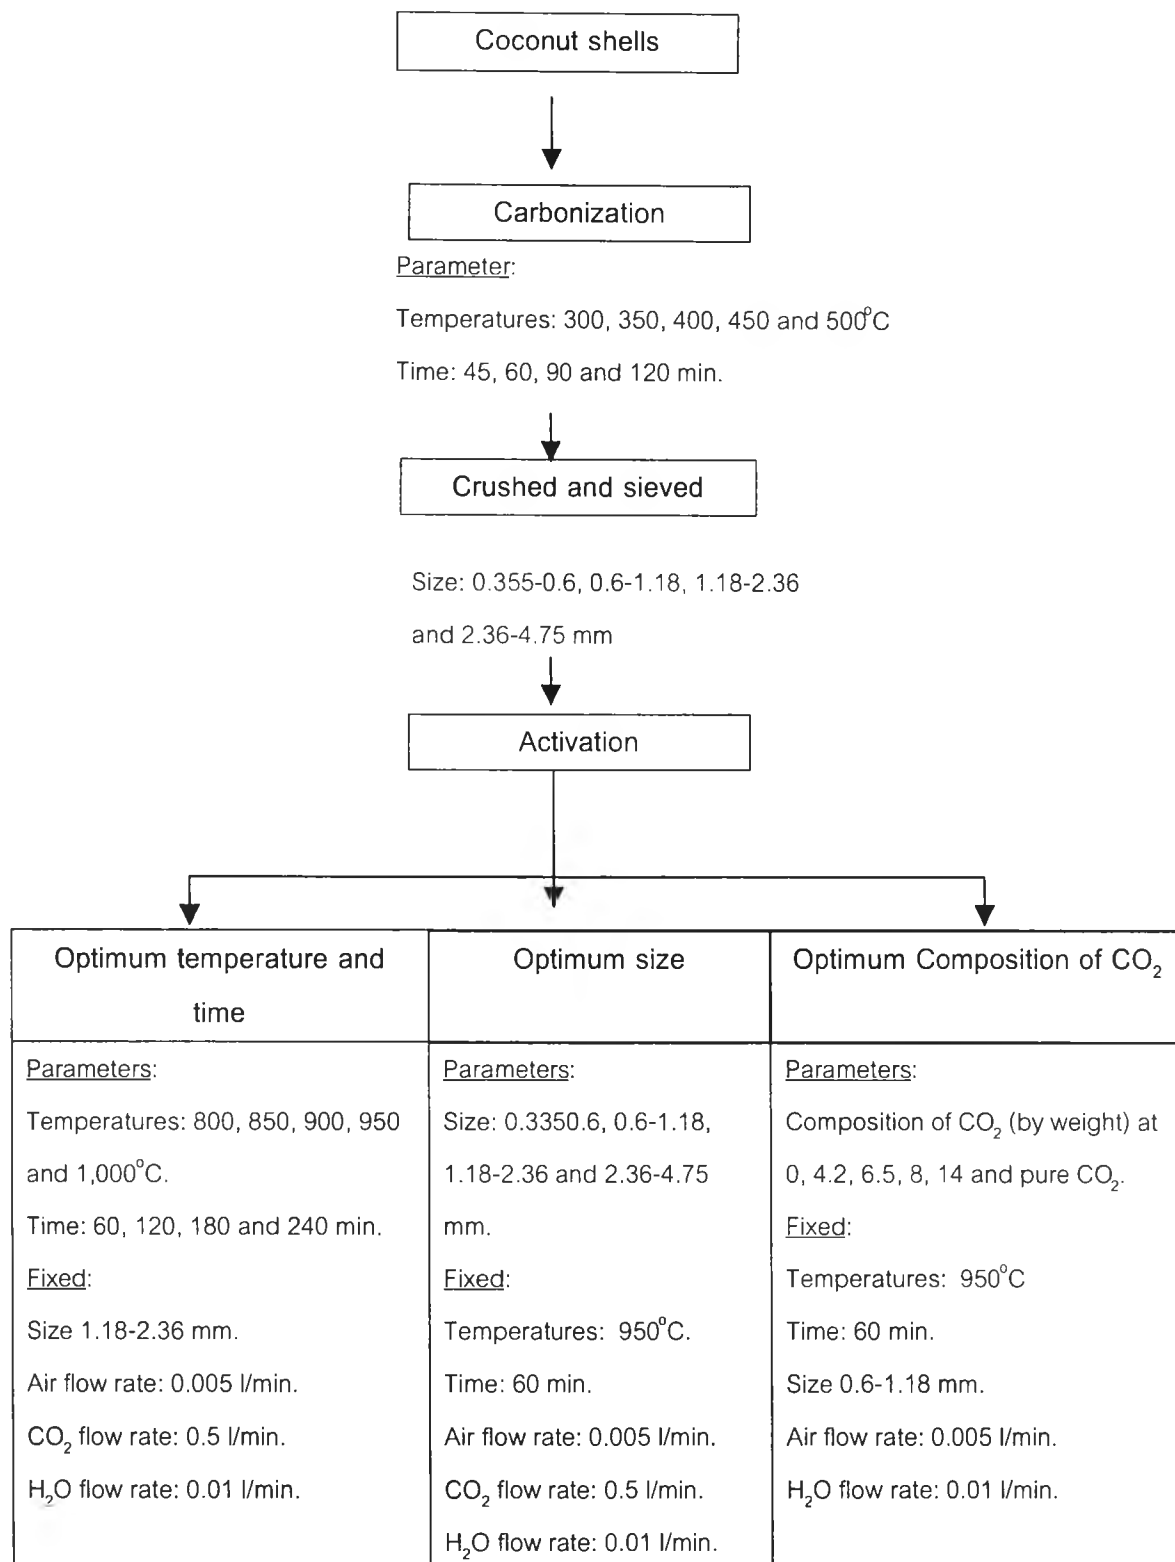 Coconut shells
Carbonization
Parameter:
Temperatures: 300, 350, 400, 450 and 500°C
Time: 45, 60, 90 and 120 min.
Crushed and sieved
Size: 0.355-0.6, 0.6-1.18, 1.18-2.36
and 2.36-4.75 mm
Activation
Optimum temperature and
time
Parameters:
Temperatures: 800, 850, 900, 950
and 1,000°C.
Time: 60, 120, 180 and 240 min.
Fixed:
Size 1.18-2.36 mm.
Air flow rate: 0.005 l/min.
CO₂ flow rate: 0.5 l/min.
H₂O flow rate: 0.01 l/min.
Optimum size
Parameters:
Size: 0.3350.6, 0.6-1.18,
1.18-2.36 and 2.36-4.75
mm.
Fixed:
Temperatures: 950°C.
Time: 60 min.
Air flow rate: 0.005 l/min.
CO₂ flow rate: 0.5 l/min.
H₂O flow rate: 0.01 l/min.
Optimum Composition of CO₂
Parameters:
Composition of CO₂ (by weight) at
0, 4.2, 6.5, 8, 14 and pure CO₂.
Fixed:
Temperatures: 950°C
Time: 60 min.
Size 0.6-1.18 mm.
Air flow rate: 0.005 l/min.
H₂O flow rate: 0.01 l/min.